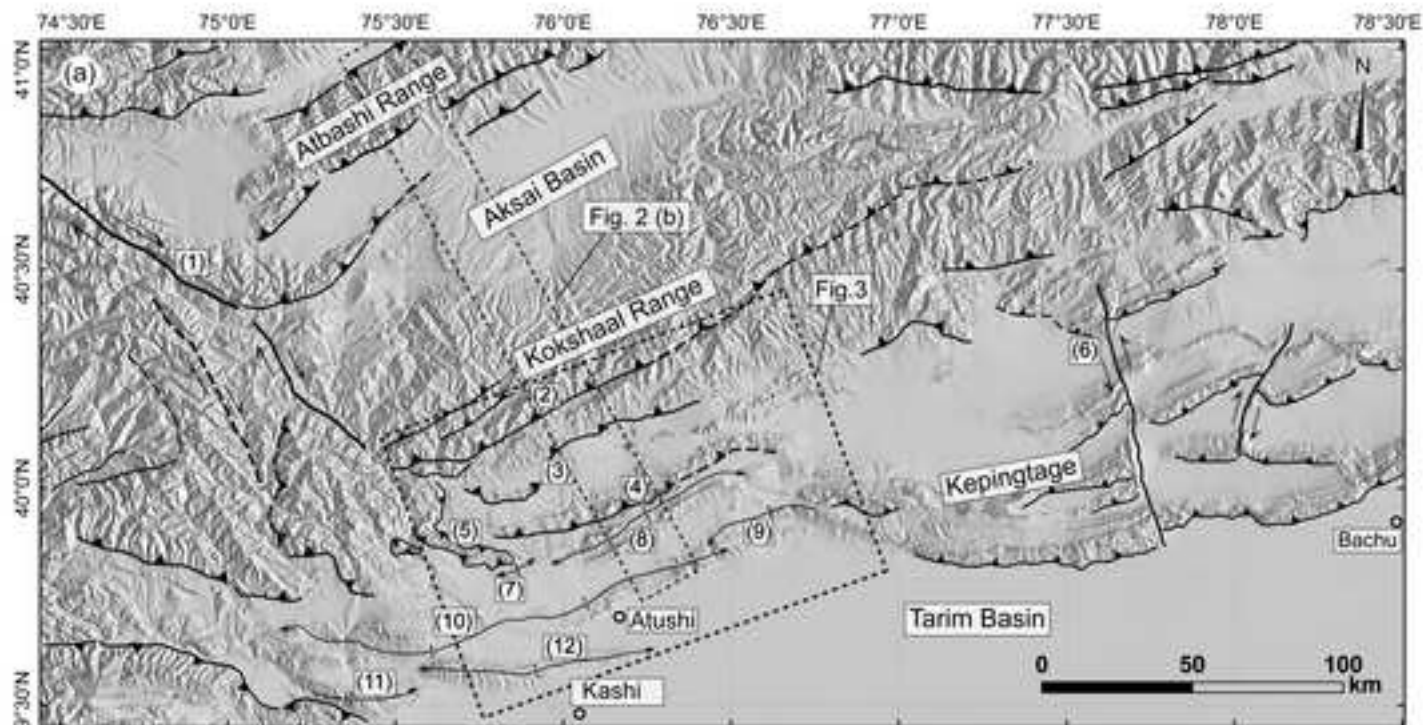 74°30'E 75°0'E 75°30'E 76°0'E 76°30'E 77°0'E 77°30'E 78°0'E 78°30'E
(a)
N
41°0'N
Atbashi Range
Aksai Basin
Fig. 2 (b)
(1)
40°30'N
Kokshaal Range
Fig.3
(2)
(6)
(3)
40°0'N
(4)
Kepingtage
(5)
(8)
(9)
Bachu
(7)
(10)
Atushi
Tarim Basin
(12)
0 50 100
km
(11)
Kashi
9°30'N